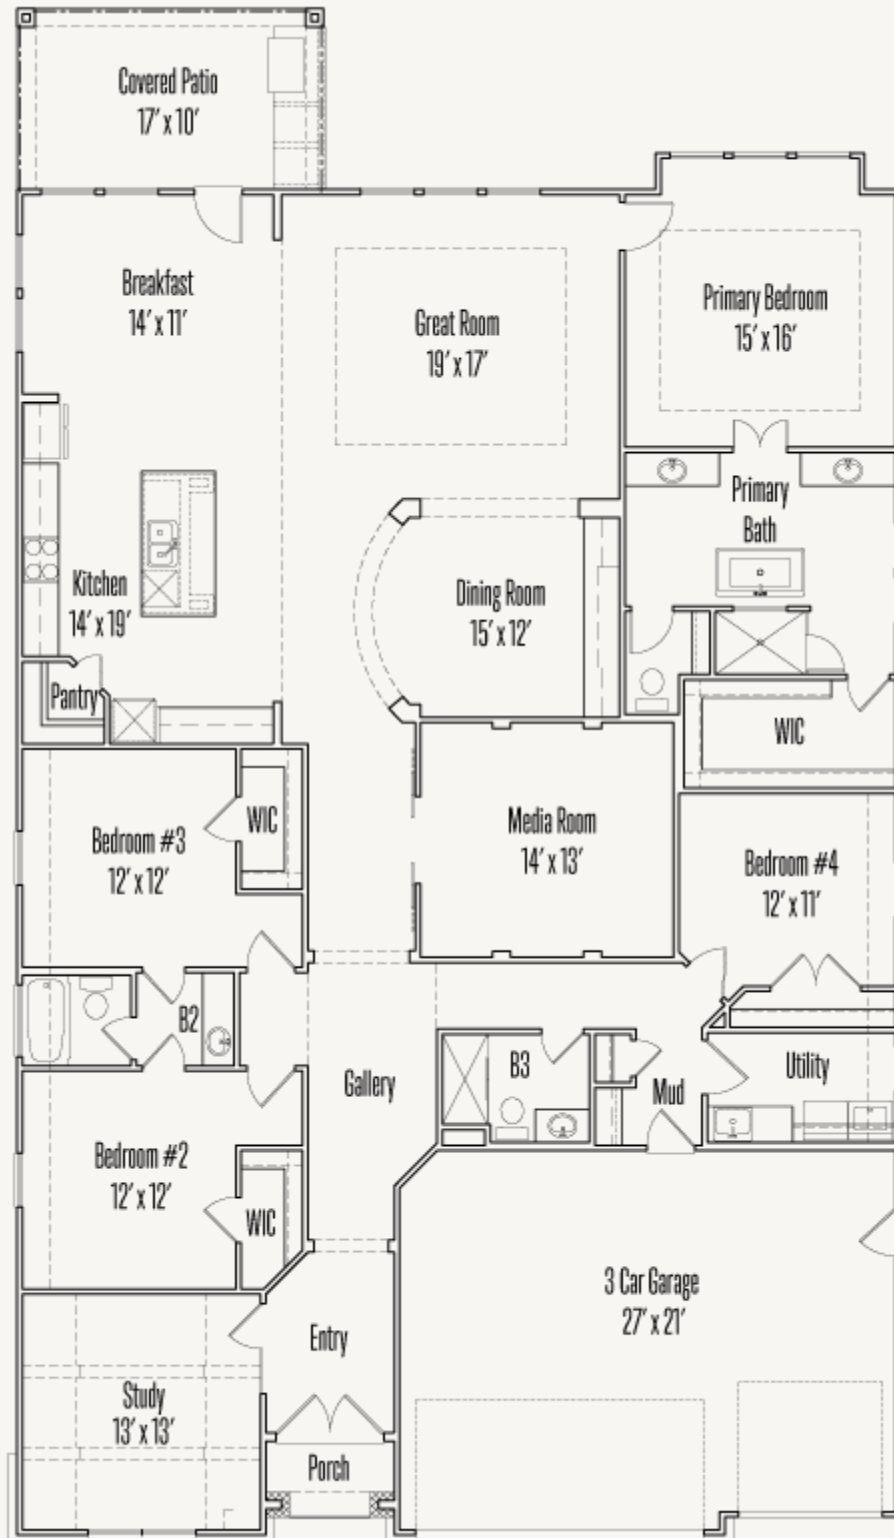 Covered Patio
17' x 10'
Breakfast
14' x 11'
Great Room
19' x 17'
Primary Bedroom
15' x 16'
Primary
Bath
Kitchen
14' x 19'
Dining Room
15' x 12'
Pantry
WIC
Bedroom #3
12' x 12'
WIC
Media Room
14' x 13'
Bedroom #4
12' x 11'
B2
Gallery
B3
Mud
Utility
Bedroom #2
12' x 12'
WIC
3 Car Garage
27' x 21'
Entry
Study
13' x 13'
Porch